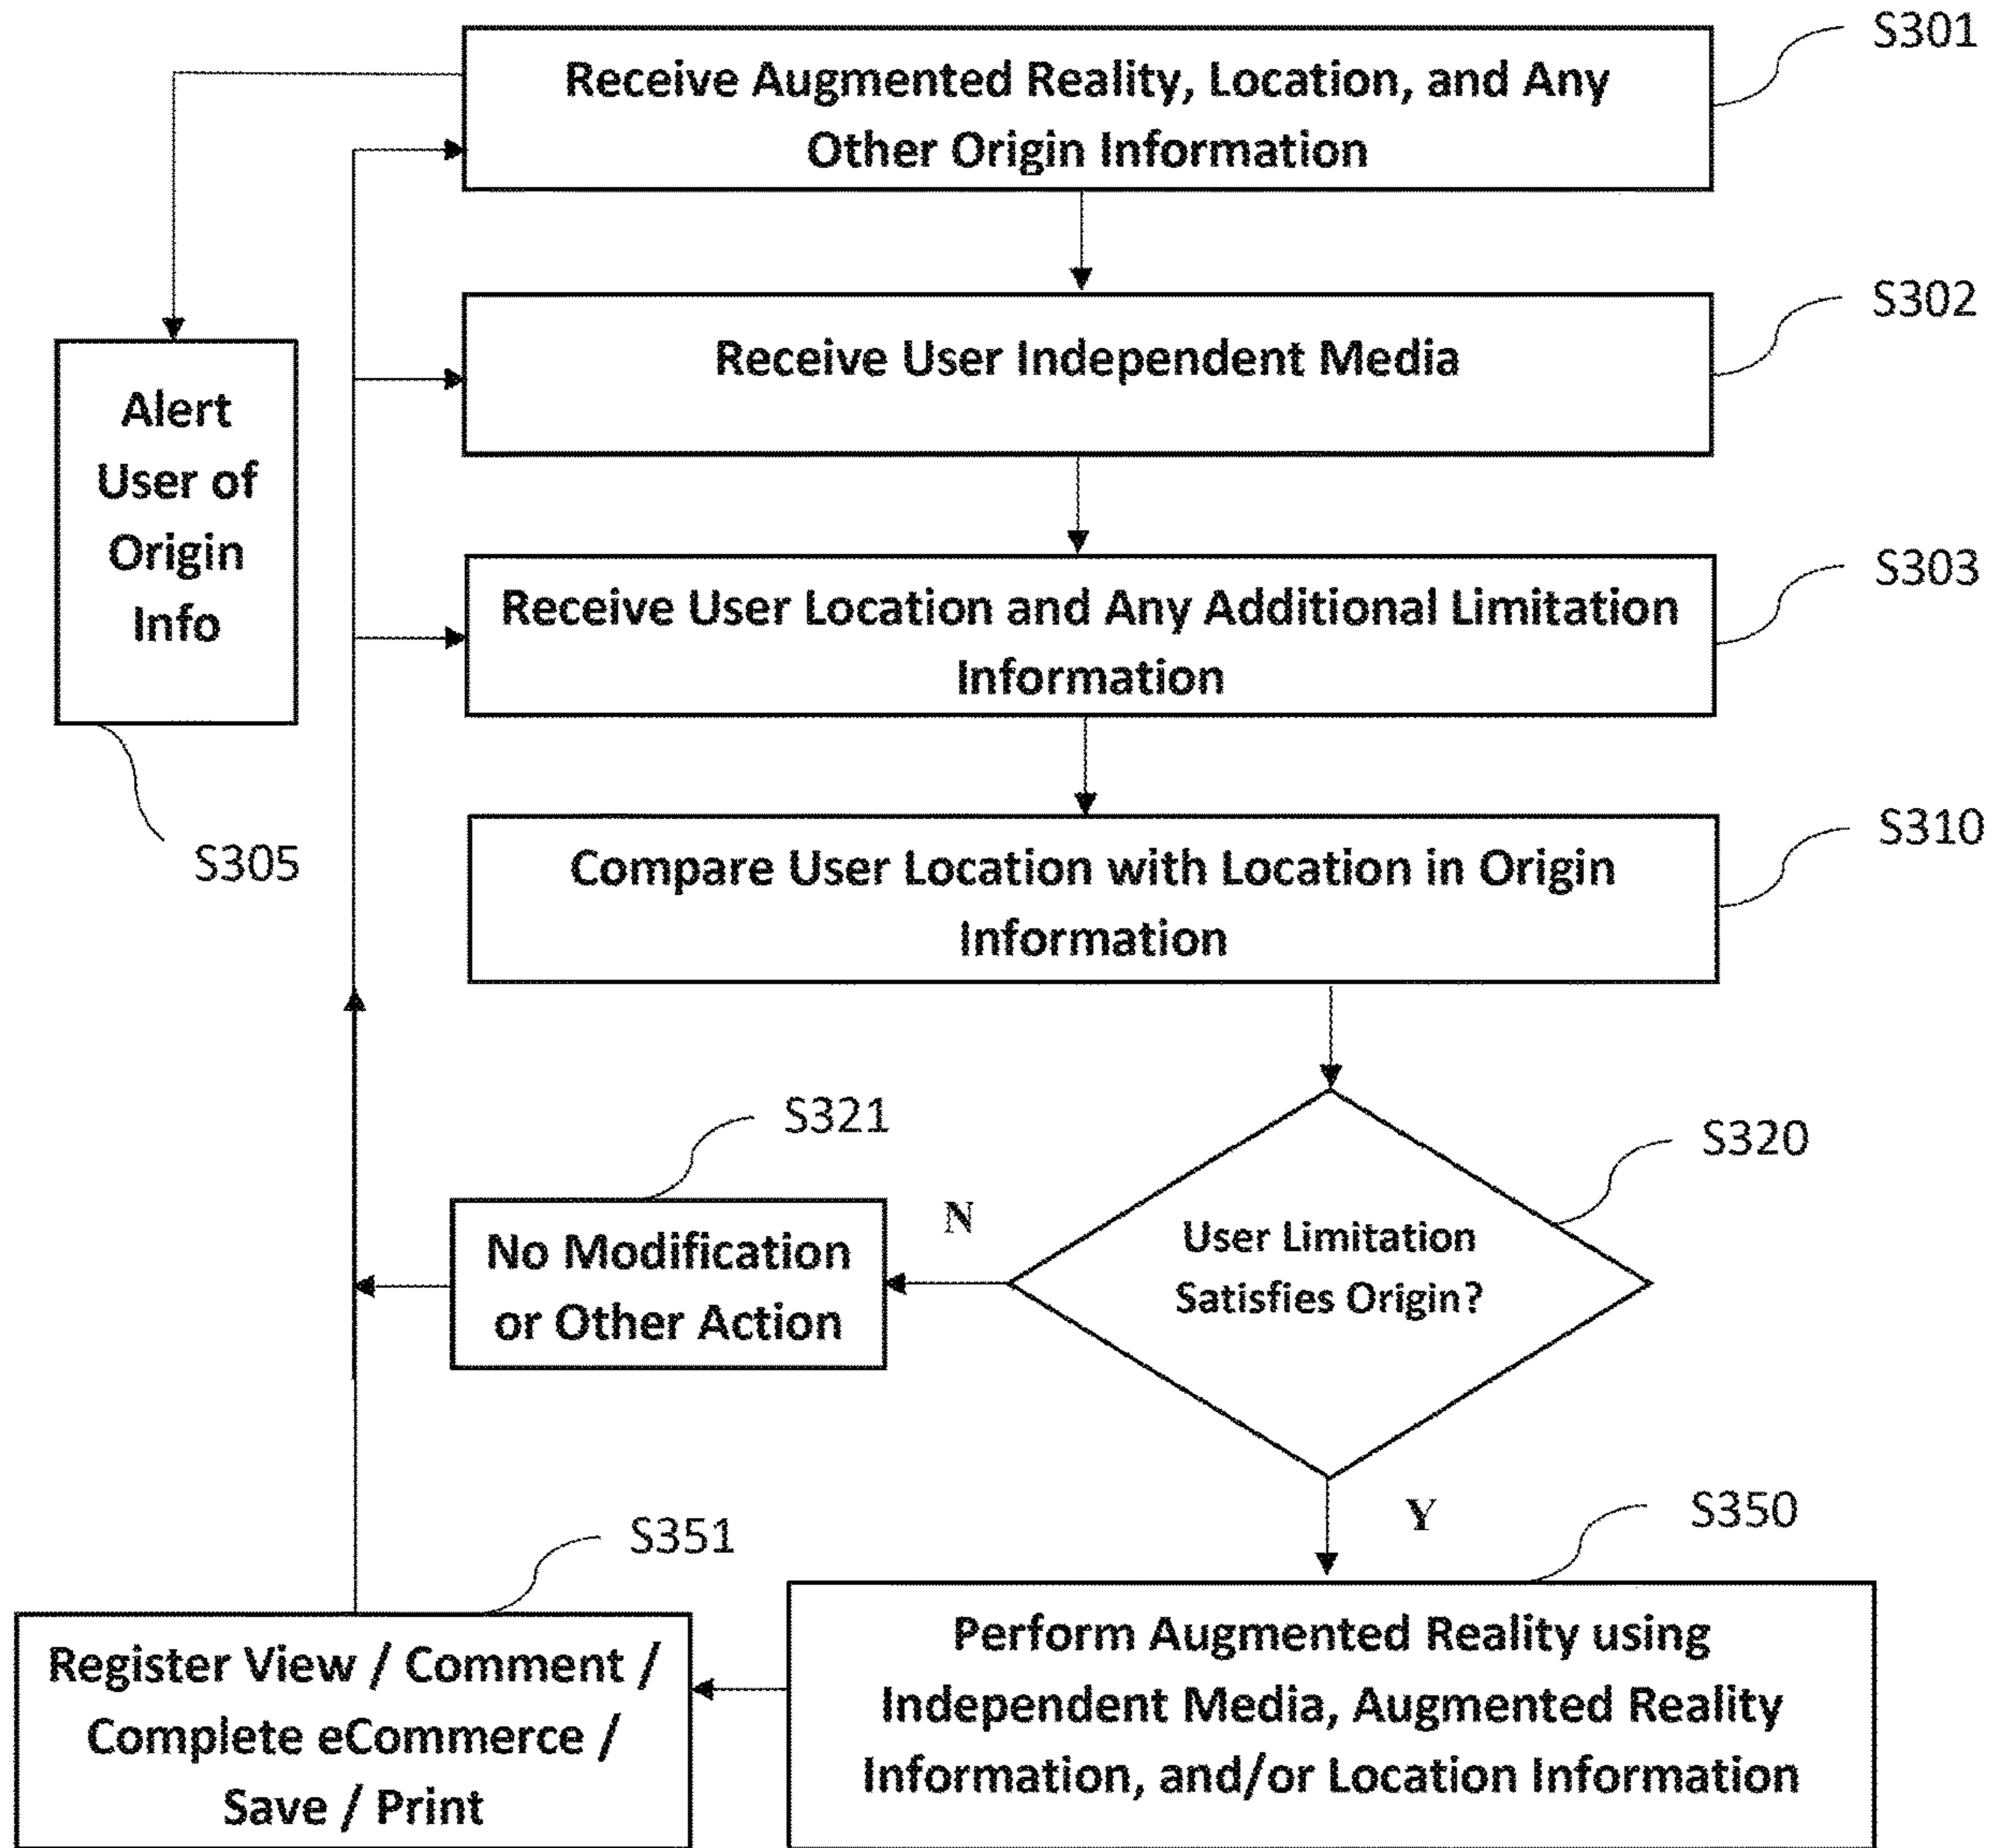 S301
Receive Augmented Reality, Location, and Any
Other Origin Information
S302
Receive User Independent Media
Alert
User of
Origin
Info
S305
S303
Receive User Location and Any Additional Limitation
Information
S310
Compare User Location with Location in Origin
Information
S321
S320
N
No Modification
or Other Action
User Limitation
Satisfies Origin?
Y
S350
S351
Register View / Comment /
Complete eCommerce /
Save / Print
Perform Augmented Reality using
Independent Media, Augmented Reality
Information, and/or Location Information